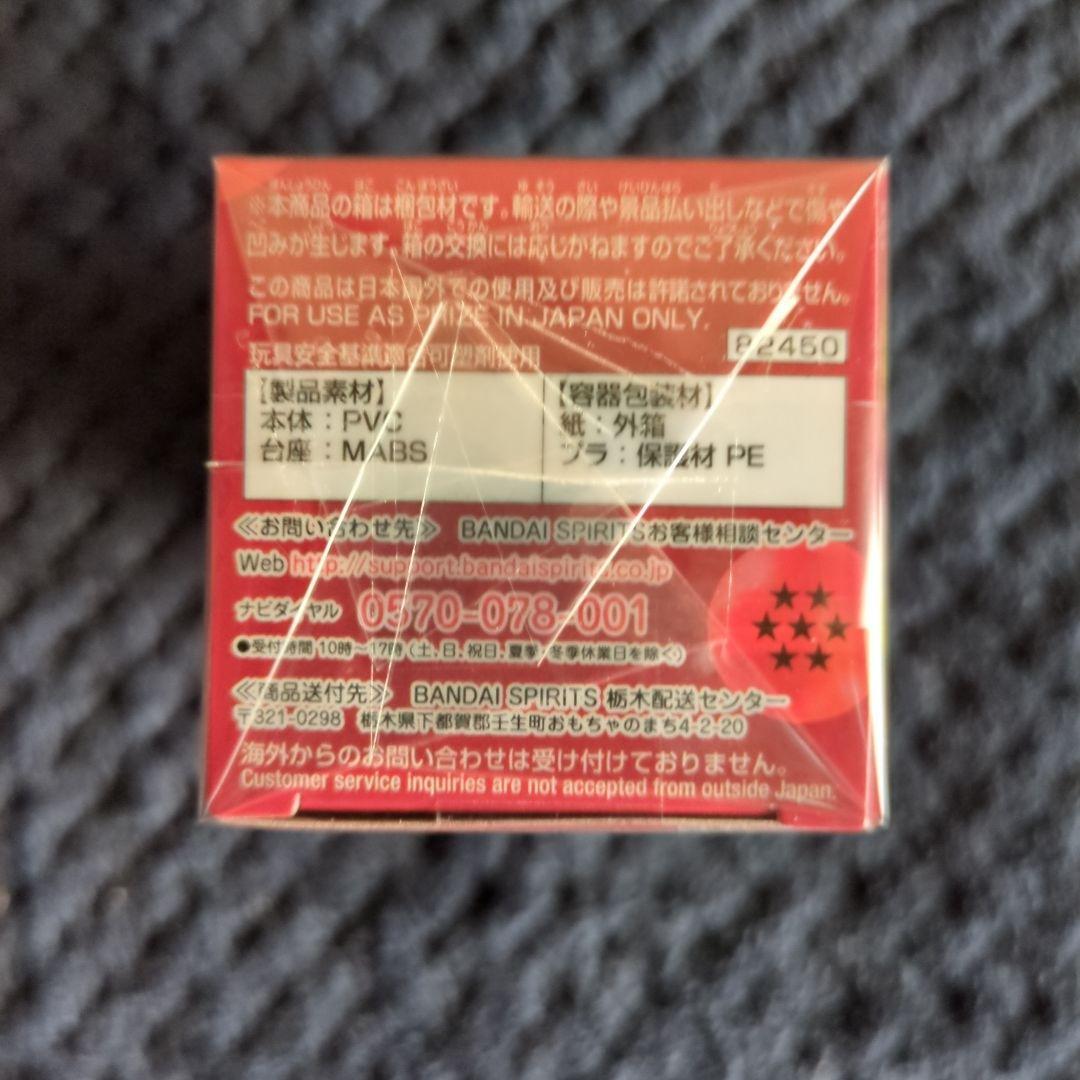 ※本商品の箱は梱包材です。輸送の際や景品払い出しなどで傷や
凹みが生じます。箱の交換には応じかねますのでご了承ください。
この商品は日本海外での使用及び販売は許諾されておりません。
FOR USE AS PRIZE IN JAPAN ONLY.
82450
玩具安全基準適合可塑剤使用
【製品素材】
本体：PVC
台座：MABS
【容器包装材】
紙：外箱
プラ：保護材 PE
≪お問い合わせ先≫ BANDAI SPIRITSお客様相談センター
Web http://support.bandaispirits.co.jp
ナビダイヤル 0570-078-001
●受付時間 10時～17時（土、日、祝日、夏季・冬季休業日を除く）
≪商品送付先≫ BANDAI SPIRITS 栃木配送センター
〒321-0298 栃木県下都賀郡壬生町おもちゃのまち4-2-20
海外からのお問い合わせは受け付けておりません。
Customer service inquiries are not accepted from outside Japan.